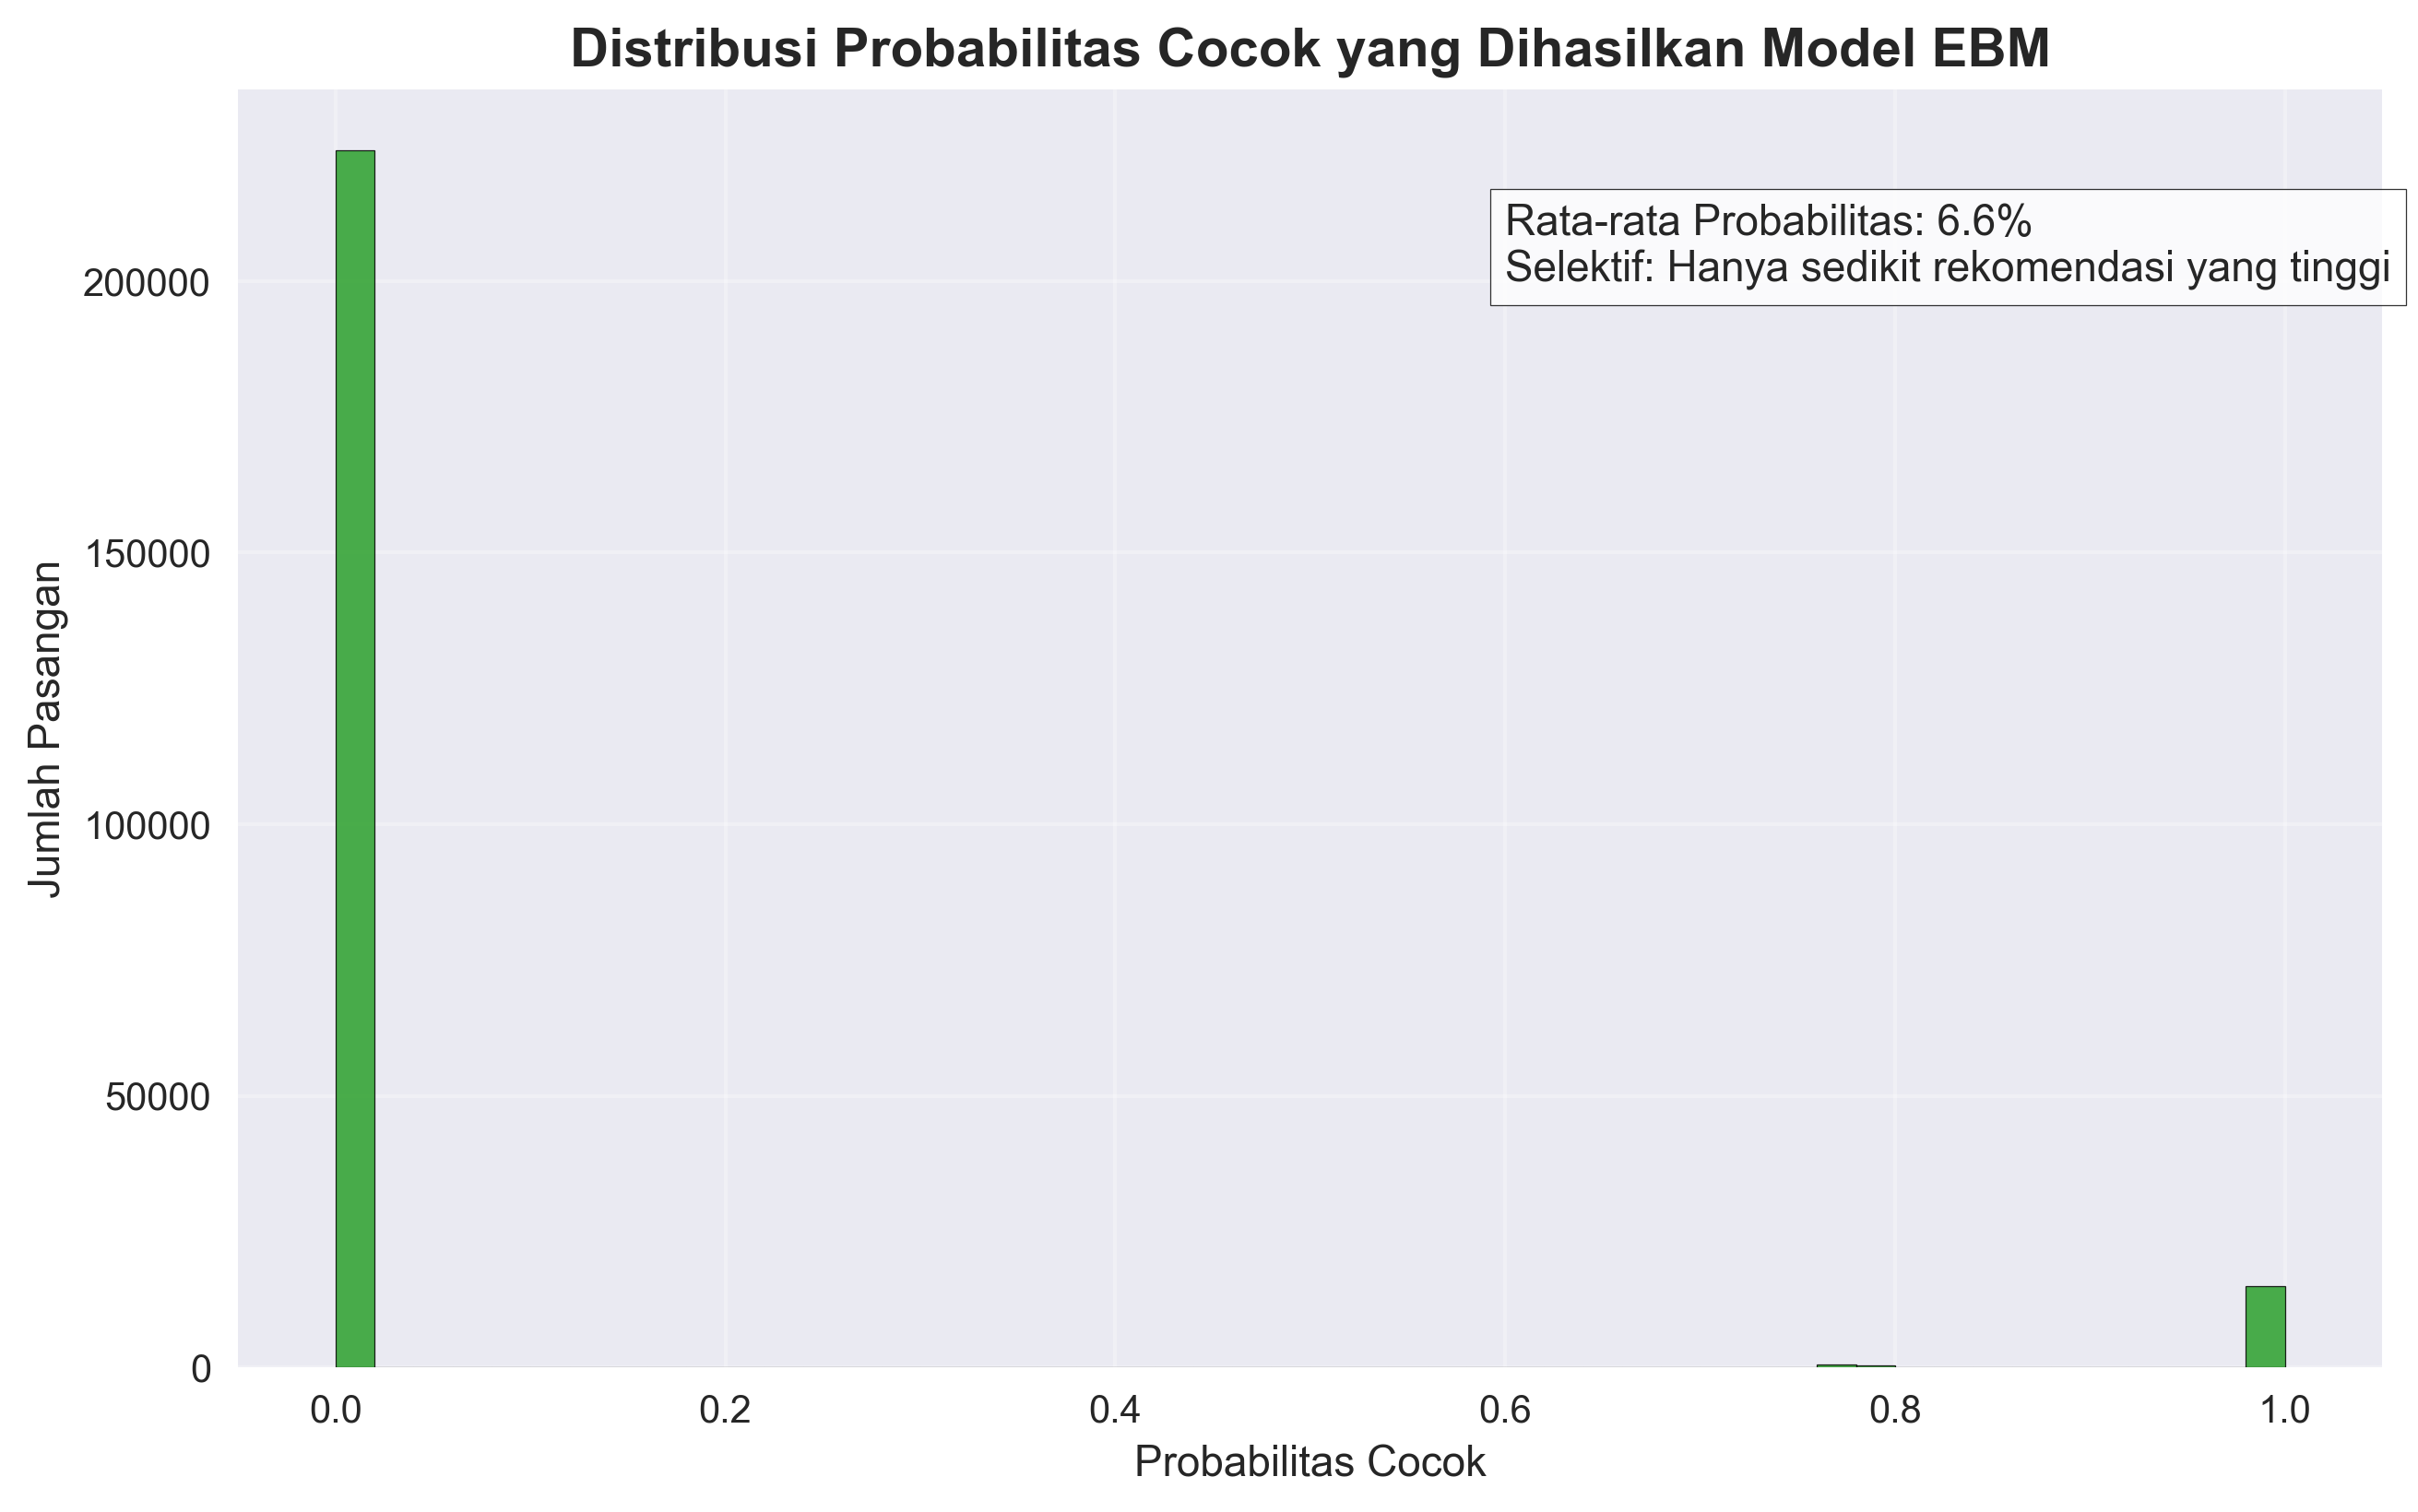 Distribusi Probabilitas Cocok yang Dihasilkan Model EBM
Rata-rata Probabilitas: 6.6%
Selektif: Hanya sedikit rekomendasi yang tinggi
Jumlah Pasangan
200000
150000
100000
50000
0
0.0
0.2
0.4
0.6
0.8
1.0
Probabilitas Cocok